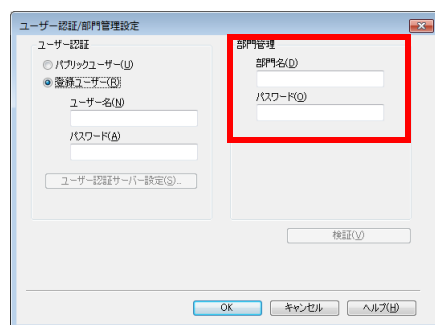 ユーザー認証/部門管理設定
ユーザー認証
パブリックユーザー(U)
登録ユーザー(R)
ユーザー名(N)
パスワード(A)
ユーザー認証サーバー設定(S)...
部門管理
部門名(D)
パスワード(O)
検証(V)
OK
キャンセル
ヘルプ(H)